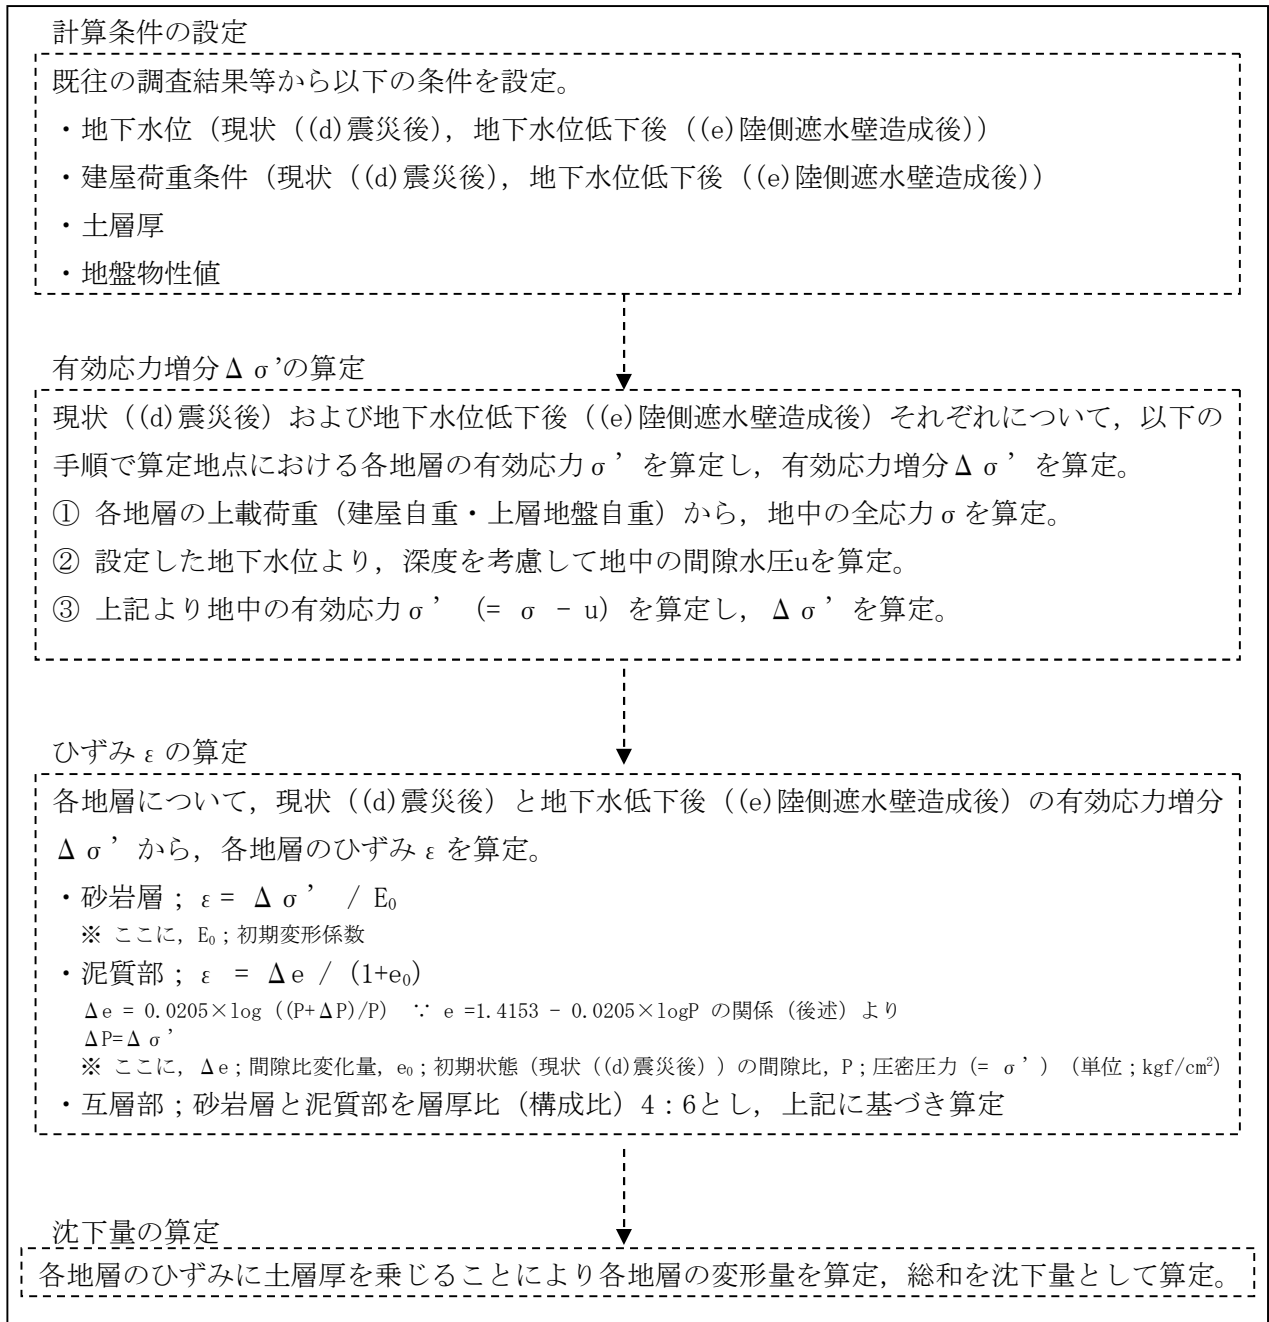 計算条件の設定
既往の調査結果等から以下の条件を設定。
・地下水位（現状（(d)震災後），地下水位低下後（(e)陸側遮水壁造成後））
・建屋荷重条件（現状（(d)震災後），地下水位低下後（(e)陸側遮水壁造成後））
・土層厚
・地盤物性値
有効応力増分Δσ’の算定
現状（(d)震災後）および地下水位低下後（(e)陸側遮水壁造成後）それぞれについて，以下の
手順で算定地点における各地層の有効応力σ’を算定し，有効応力増分Δσ’を算定。
① 各地層の上載荷重（建屋自重・上層地盤自重）から，地中の全応力σを算定。
② 設定した地下水位より，深度を考慮して地中の間隙水圧uを算定。
③ 上記より地中の有効応力σ’（= σ - u）を算定し，Δσ’を算定。
ひずみεの算定
各地層について，現状（(d)震災後）と地下水低下後（(e)陸側遮水壁造成後）の有効応力増分
Δσ’から，各地層のひずみεを算定。
・砂岩層；ε= Δσ’ / E₀
※ ここに，E₀；初期変形係数
・泥質部；ε = Δe / (1+e₀)
Δe = 0.0205×log ((P+ΔP)/P) ∵ e =1.4153 - 0.0205×logP の関係（後述）より
ΔP=Δσ’
※ ここに，Δe；間隙比変化量，e₀；初期状態（現状（(d)震災後））の間隙比，P；圧密圧力（= σ’）（単位；kgf/cm²）
・互層部；砂岩層と泥質部を層厚比（構成比）4：6とし，上記に基づき算定
沈下量の算定
各地層のひずみに土層厚を乗じることにより各地層の変形量を算定，総和を沈下量として算定。